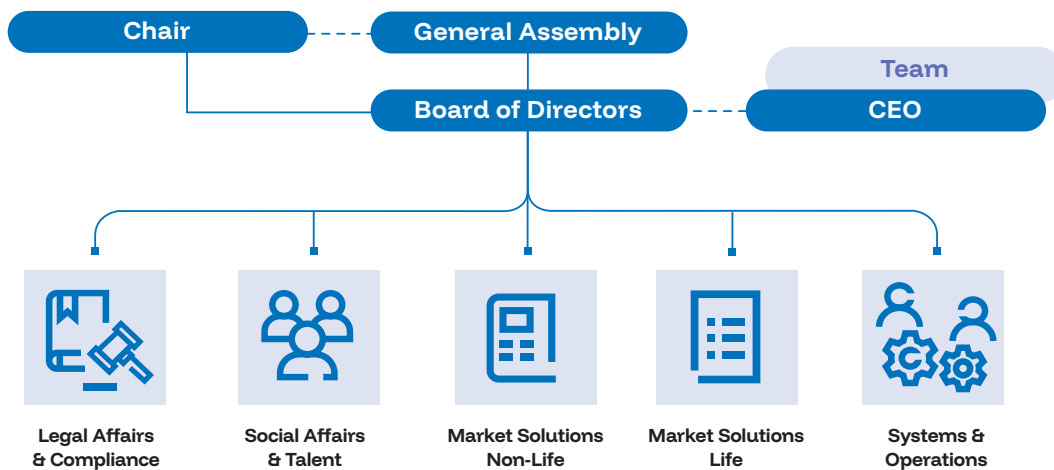 Chair
General Assembly
Team
Board of Directors
CEO
Legal Affairs
& Compliance
Social Affairs
& Talent
Market Solutions
Non-Life
Market Solutions
Life
Systems &
Operations